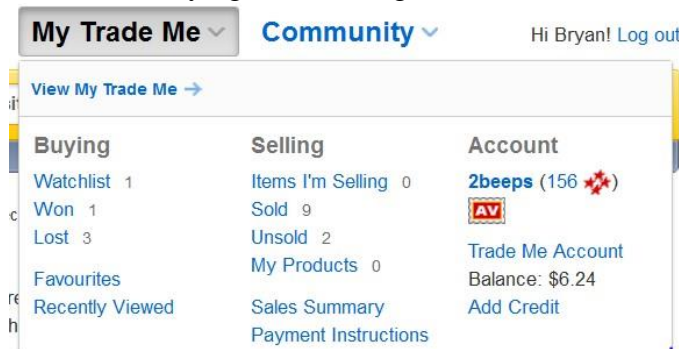 My Trade Me
Community
Hi Bryan! Log out
View My Trade Me →
Buying
Watchlist 1
Won 1
Lost 3
Favourites
Recently Viewed
Selling
Items I'm Selling 0
Sold 9
Unsold 2
My Products 0
Sales Summary
Payment Instructions
Account
2beeps (156)
AV
Trade Me Account
Balance: $6.24
Add Credit